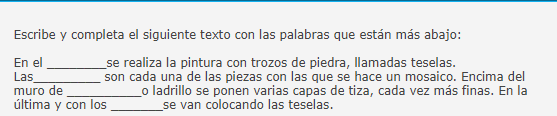 Escribe y completa el siguiente texto con las palabras que están más abajo:
En el ________se realiza la pintura con trozos de piedra, llamadas teselas.
Las_________ son cada una de las piezas con las que se hace un mosaico. Encima del
muro de __________o ladrillo se ponen varias capas de tiza, cada vez más finas. En la
última y con los _______se van colocando las teselas.